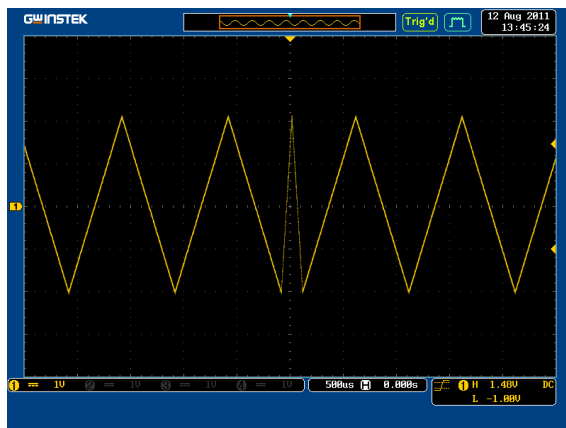 GWINSTEK
Trig'd
12 Aug 2011
13:45:24
1
1 1V 2 1V 3 1V 4 1V
500us H 0.000s
1 H 1.48V DC
L -1.00V